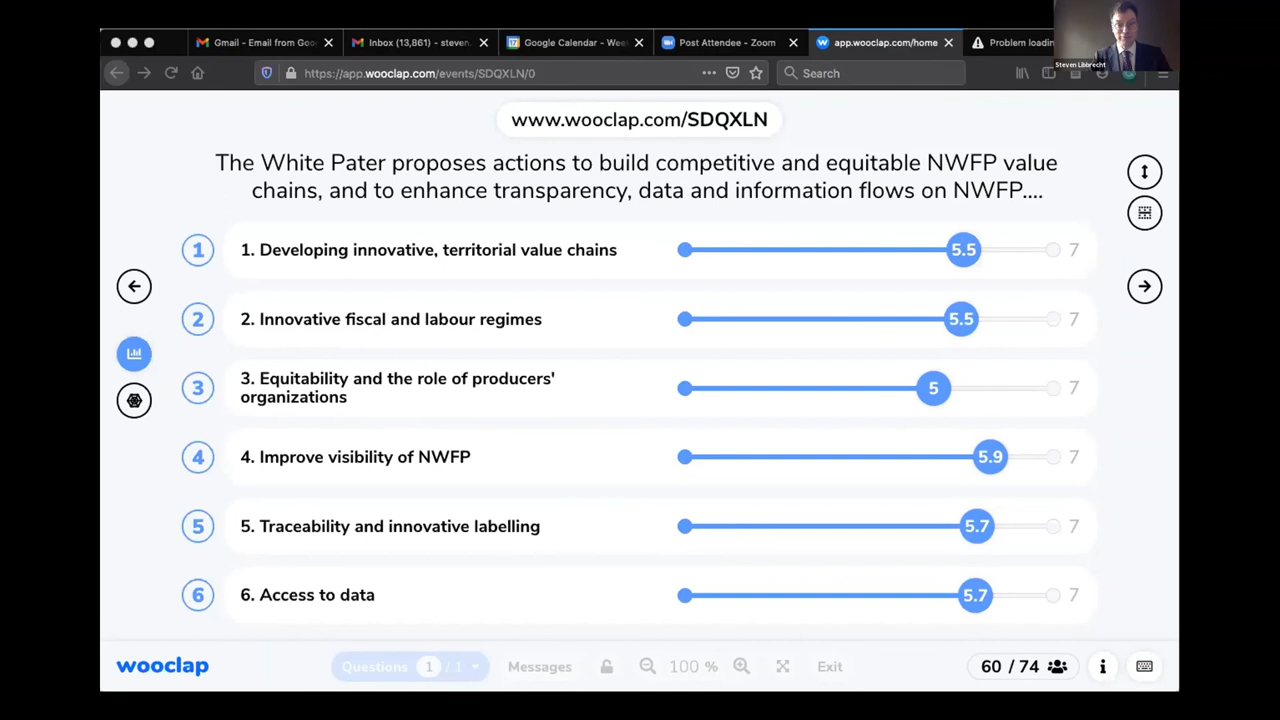 Gmail - Email from Goo
Inbox (13,861) - steven.
Google Calendar - Wee
Post Attendee - Zoom
app.wooclap.com/home
Problem loadin
Steven Libbrecht
https://app.wooclap.com/events/SDQXLN/0
Search
www.wooclap.com/SDQXLN
The White Pater proposes actions to build competitive and equitable NWFP value
chains, and to enhance transparency, data and information flows on NWFP....
1 1. Developing innovative, territorial value chains 5.5 7
2 2. Innovative fiscal and labour regimes 5.5 7
3 3. Equitability and the role of producers'
organizations 5 7
4 4. Improve visibility of NWFP 5.9 7
5 5. Traceability and innovative labelling 5.7 7
6 6. Access to data 5.7 7
wooclap Questions 1 / 1 Messages 100 % Exit 60 / 74